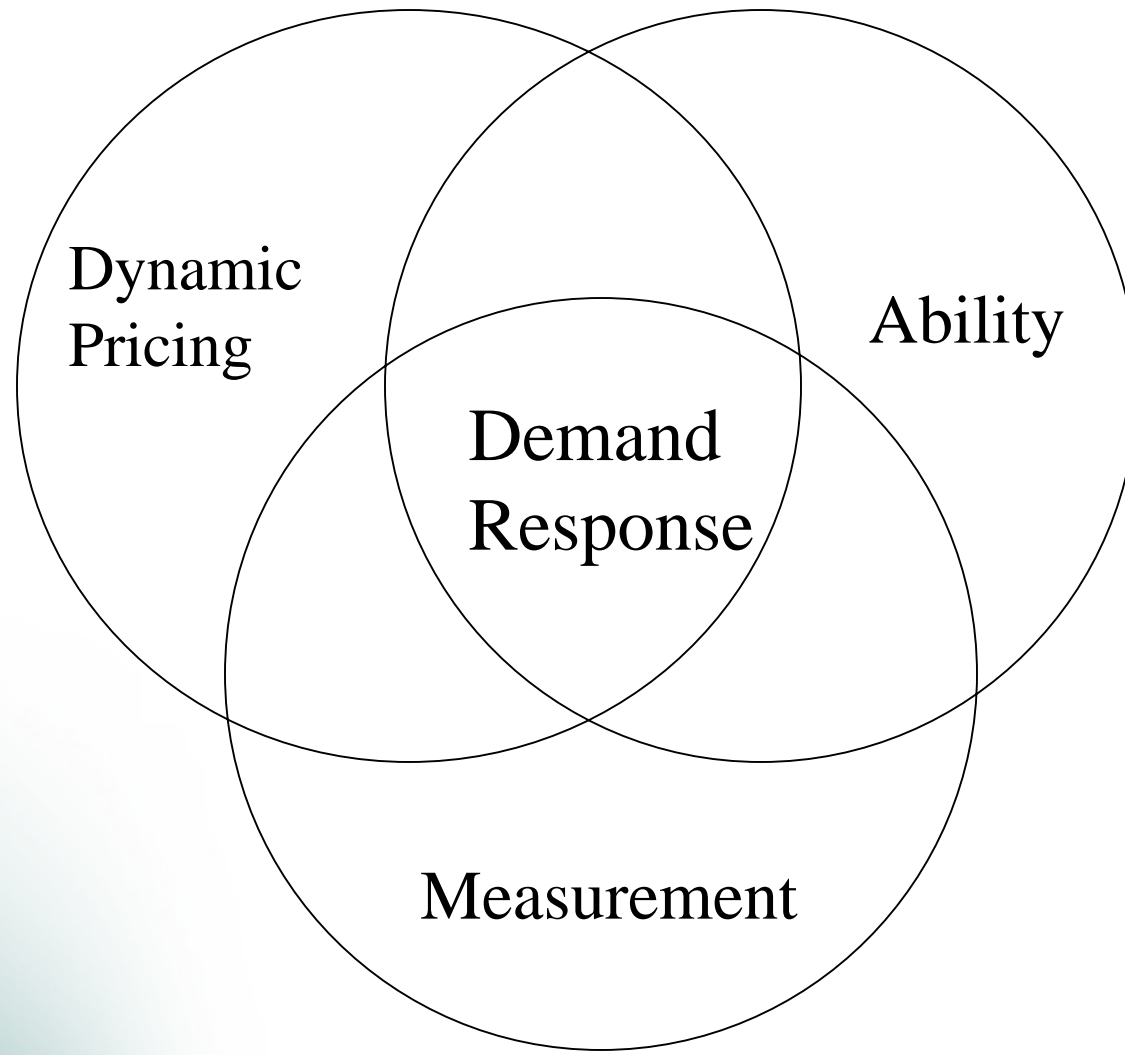 Dynamic
Pricing
Ability
Demand
Response
Measurement